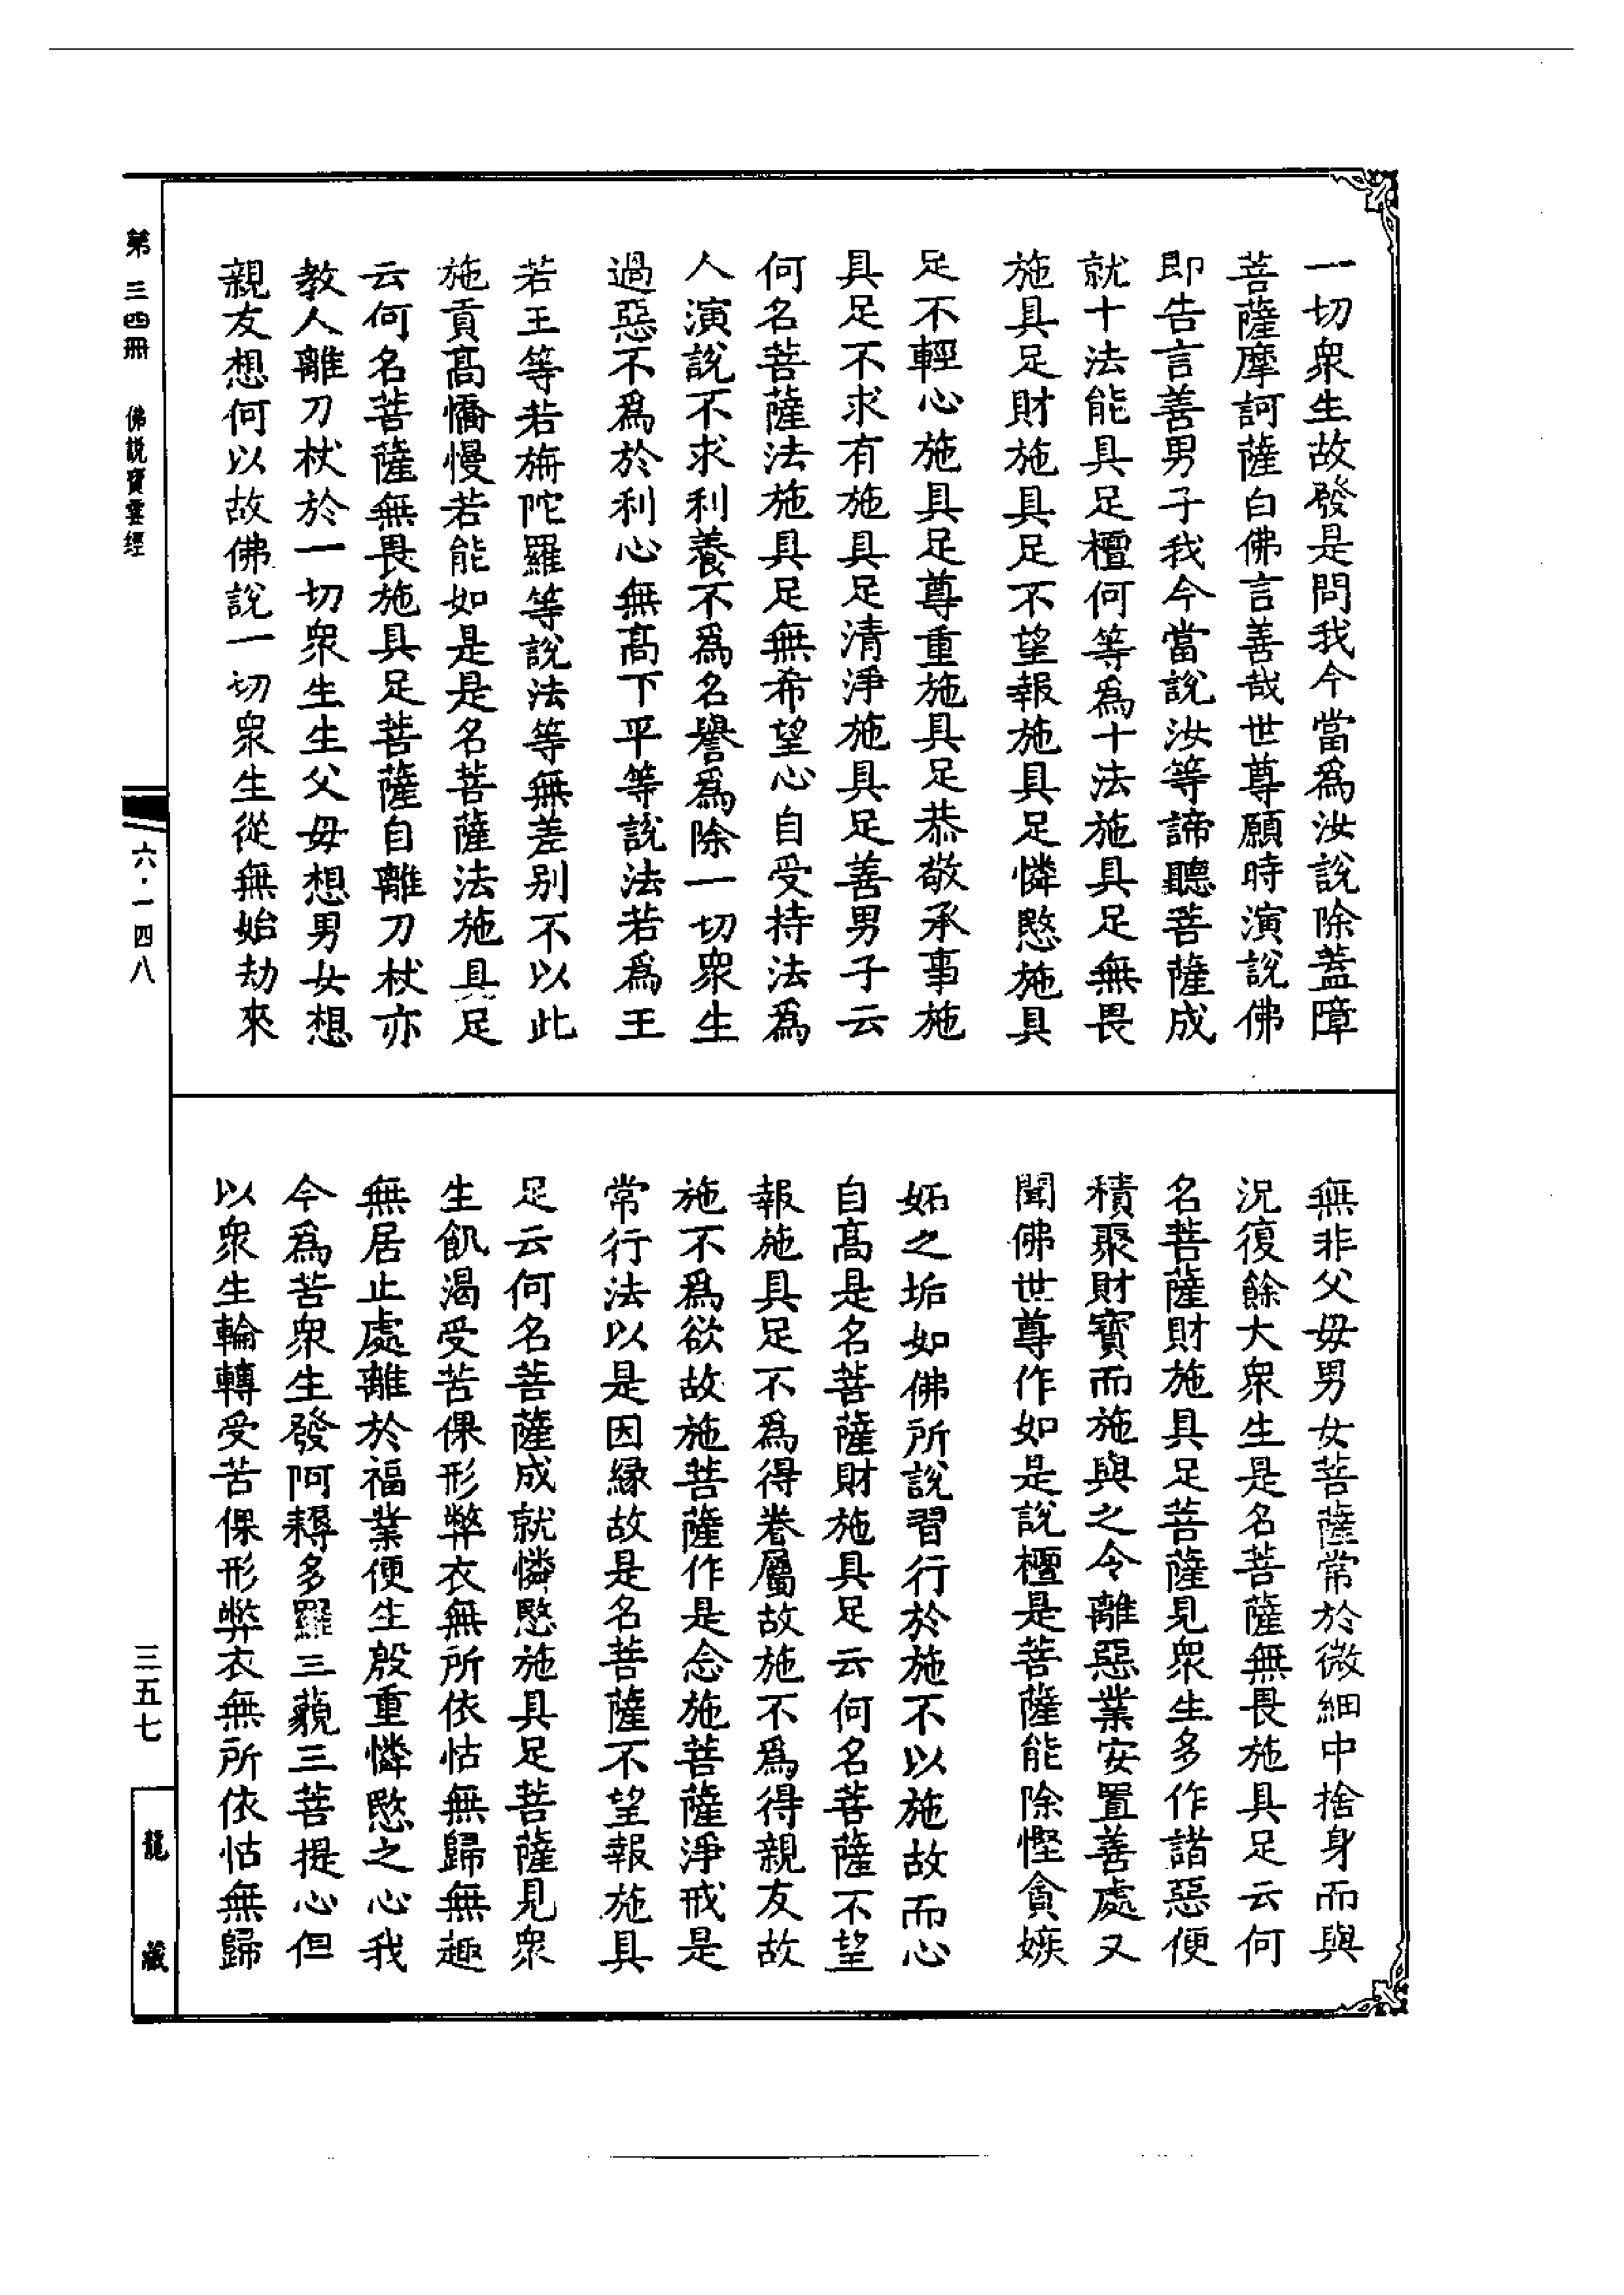 一切衆生故發是問我今當爲汝說除蓋障
菩薩摩訶薩白佛言善哉世尊願時演說佛
即告言善男子我今當說汝等諦聽菩薩成
就十法能具足檀何等爲十法施具足無畏
施具足財施具足不望報施具足憐愍施具
足不輕心施具足尊重施具足恭敬承事施
具足不求有施具足清淨施具足善男子云
何名菩薩法施具足無希望心自受持法爲
人演說不求利養不爲名譽爲除一切衆生
過惡不爲於利心無髙下平等說法若爲王
若王等若旃陀羅等說法等無差别不以此
施貢髙憍慢若能如是是名菩薩法施具足
云何名菩薩無畏施具足菩薩自離刀杖亦
教人離刀杖於一切衆生生父毋想男女想
親友想何以故佛說一切衆生從無始劫來
無非父毋男女菩薩常於微細中捨身而與
況復餘大衆生是名菩薩無畏施具足云何
名菩薩財施具足菩薩見衆生多作諸惡便
積聚財寶而施與之令離惡業安置善處又
聞佛世尊作如是說檀是菩薩能除慳貪嫉
妬之垢如佛所說習行於施不以施故而心
自髙是名菩薩財施具足云何名菩薩不望
報施具足不爲得眷屬故施不爲得親友故
施不爲欲故施菩薩作是念施菩薩淨戒是
常行法以是因緣故是名菩薩不望報施具
足云何名菩薩成就憐愍施具足菩薩見衆
生飢渴受苦倮形弊衣無所依怙無歸無趣
無居止處離於福業便生殷重憐愍之心我
今爲苦衆生發阿耨多羅三藐三菩提心但
以衆生輪轉受苦倮形弊衣無所依怙無歸
第三四冊 佛說寶雲經
六·一四八
三五七
龍藏